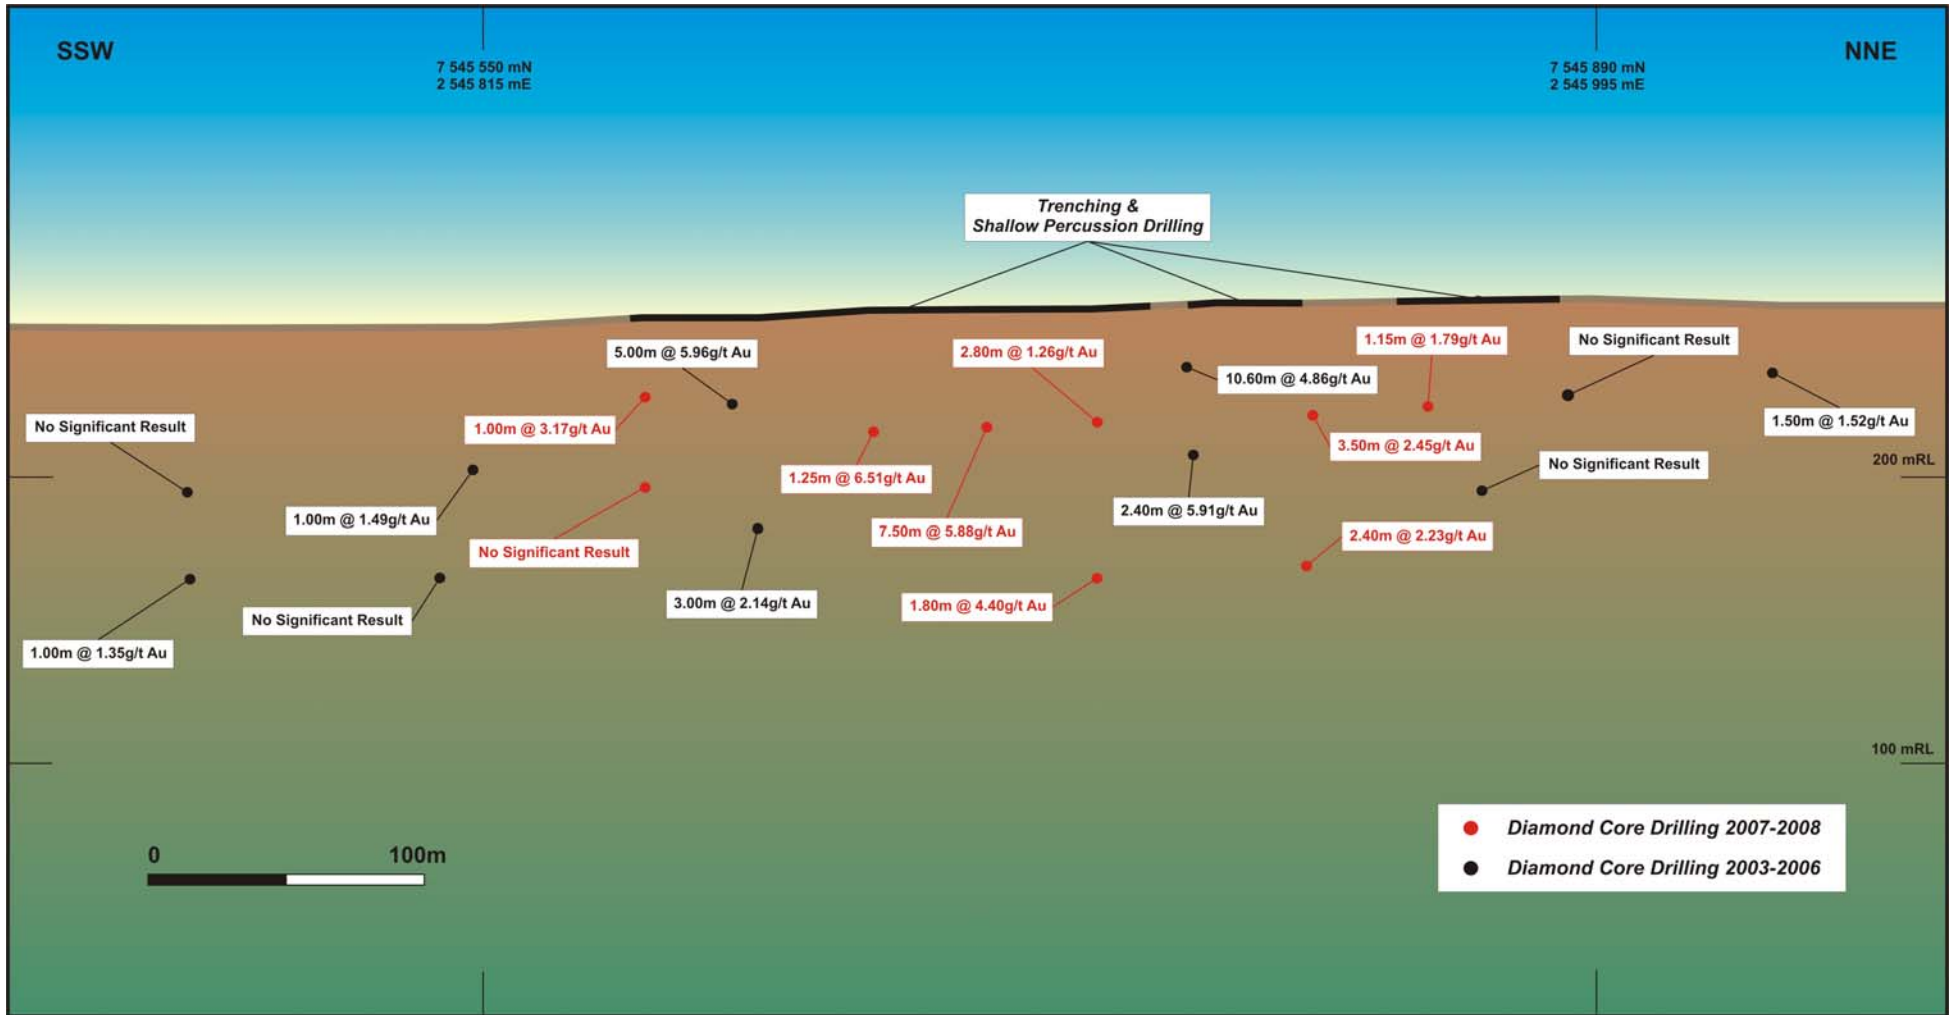 SSW
NNE
7 545 550 mN
2 545 815 mE
7 545 890 mN
2 545 995 mE
Trenching &
Shallow Percussion Drilling
5.00m @ 5.96g/t Au
2.80m @ 1.26g/t Au
1.15m @ 1.79g/t Au
No Significant Result
10.60m @ 4.86g/t Au
No Significant Result
1.00m @ 3.17g/t Au
1.50m @ 1.52g/t Au
3.50m @ 2.45g/t Au
200 mRL
No Significant Result
1.25m @ 6.51g/t Au
1.00m @ 1.49g/t Au
2.40m @ 5.91g/t Au
7.50m @ 5.88g/t Au
2.40m @ 2.23g/t Au
No Significant Result
3.00m @ 2.14g/t Au
1.80m @ 4.40g/t Au
No Significant Result
1.00m @ 1.35g/t Au
100 mRL
Diamond Core Drilling 2007-2008
Diamond Core Drilling 2003-2006
0 100m